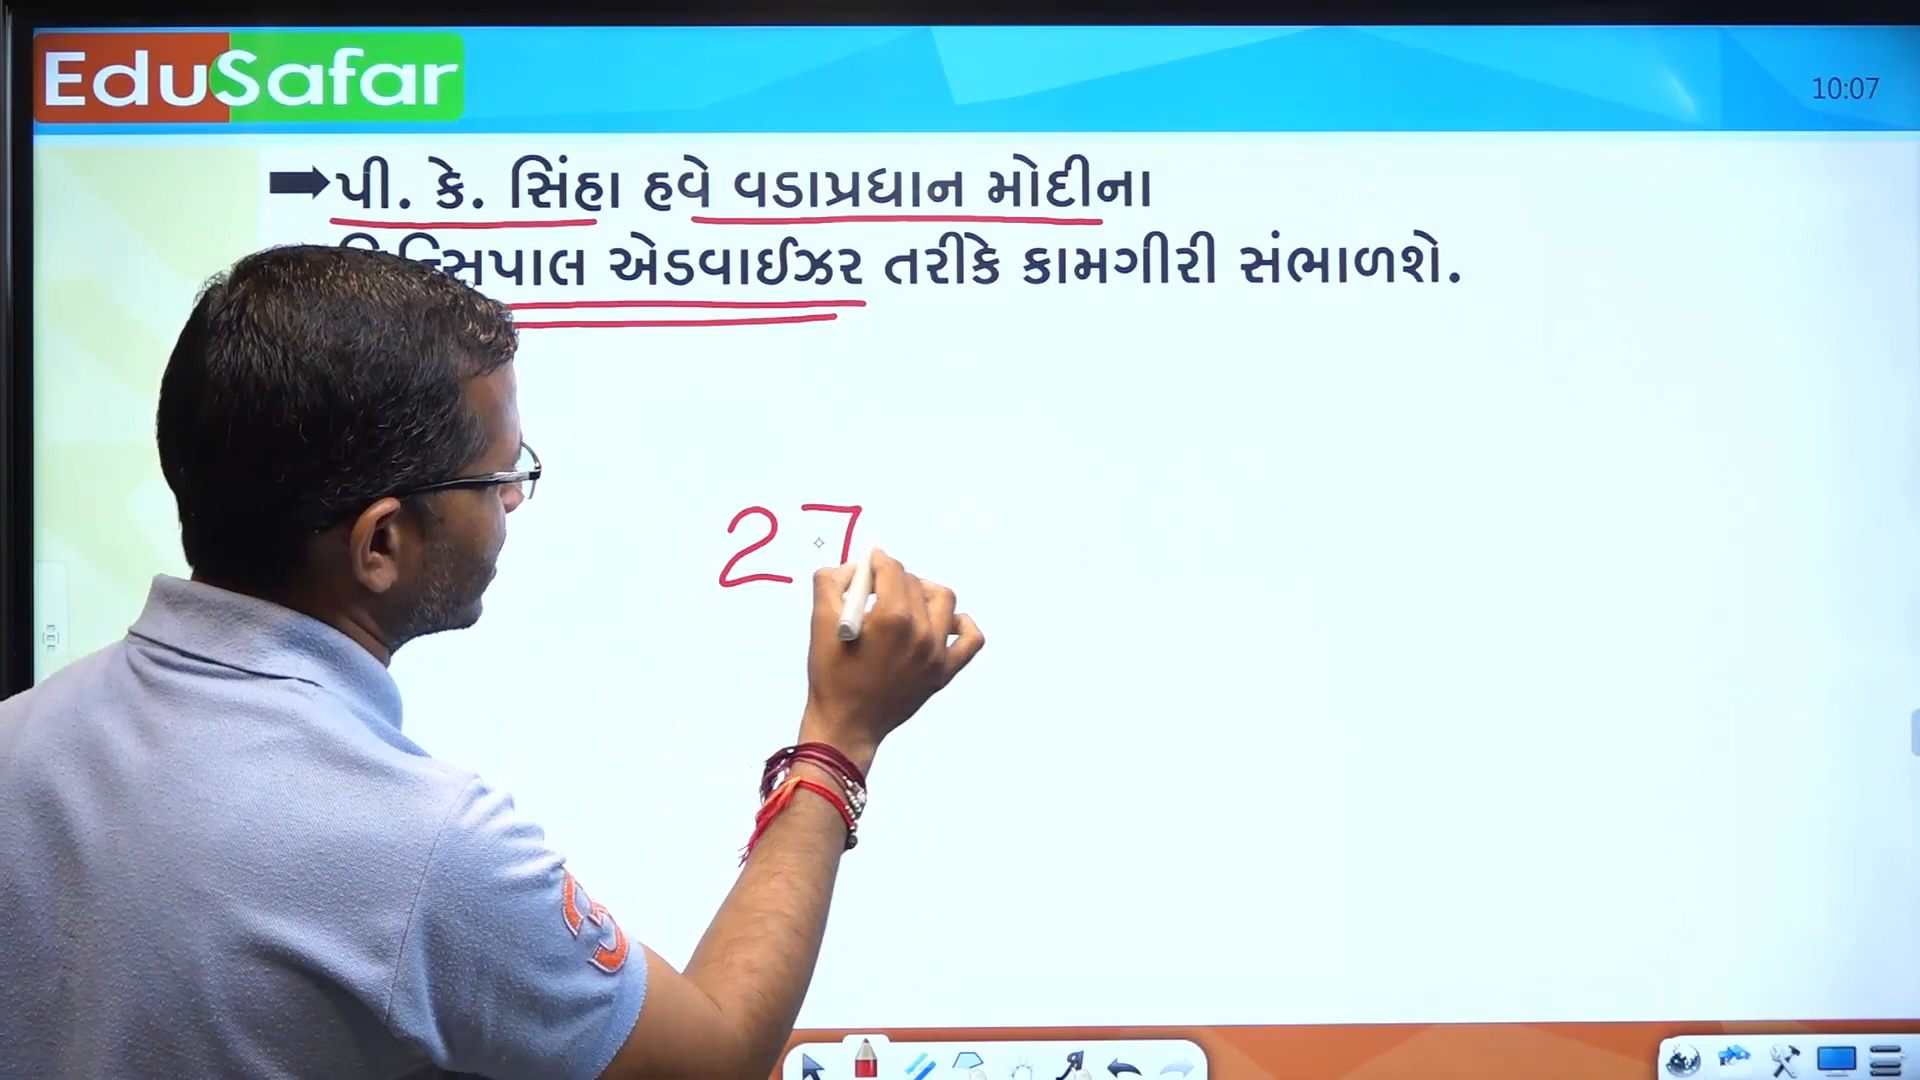 EduSafar
10:07
➡પી. કે. સિંહા હવે વડાપ્રધાન મોદીના
એડવાઈઝર તરીકે કામગીરી સંભાળશે.
27